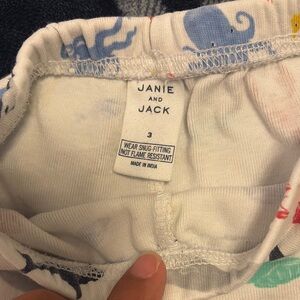 JANIE
AND
JACK
3
WEAR SNUG-FITTING
NOT FLAME RESISTANT
MADE IN INDIA